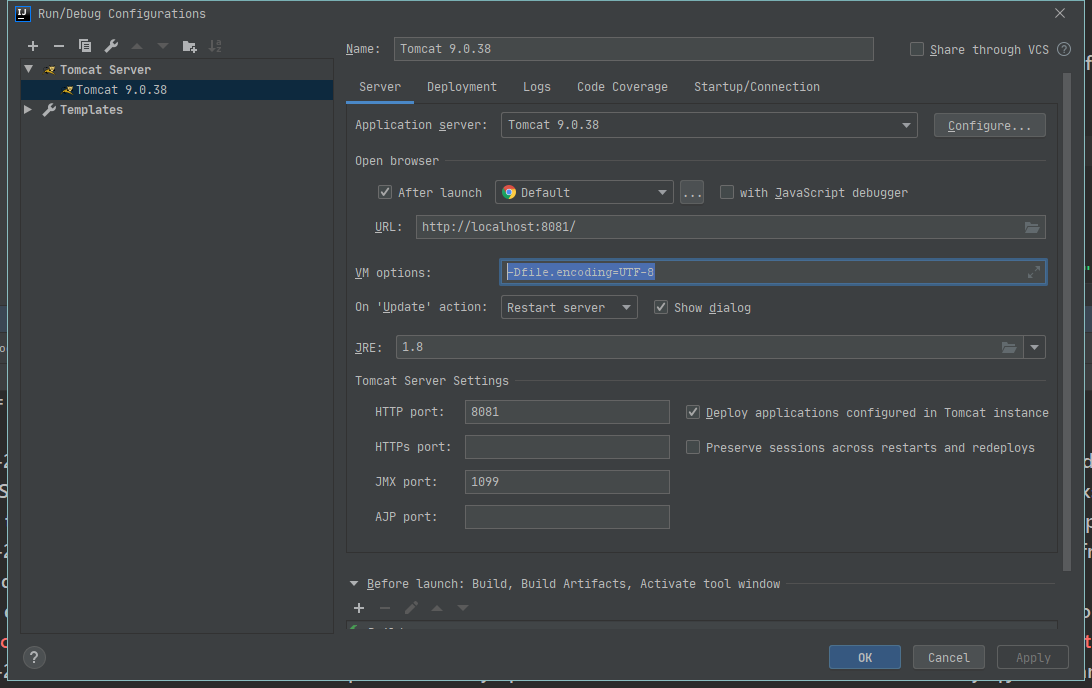 Run/Debug Configurations
Name: Tomcat 9.0.38 Share through VCS ?
Tomcat Server
Tomcat 9.0.38
Templates
Server Deployment Logs Code Coverage Startup/Connection
Application server: Tomcat 9.0.38 Configure...
Open browser
After launch Default ... with JavaScript debugger
URL: http://localhost:8081/
VM options: -Dfile.encoding=UTF-8
On 'Update' action: Restart server Show dialog
JRE: 1.8
Tomcat Server Settings
HTTP port: 8081 Deploy applications configured in Tomcat instance
HTTPs port: Preserve sessions across restarts and redeploys
JMX port: 1099
AJP port:
Before launch: Build, Build Artifacts, Activate tool window
? OK Cancel Apply